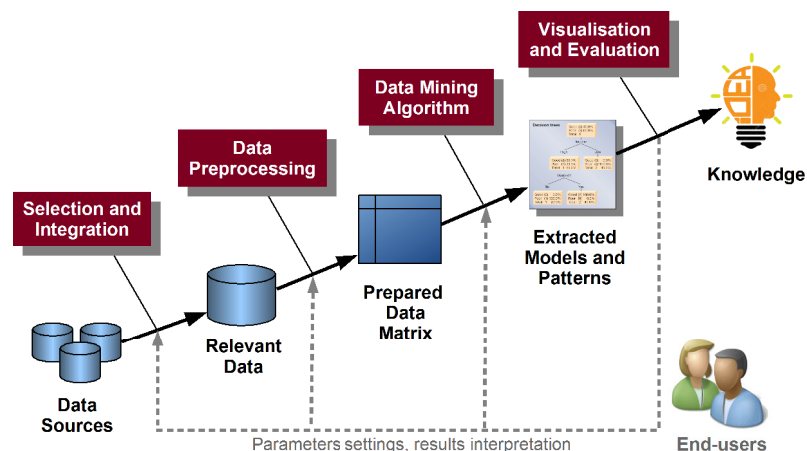 Visualisation
and Evaluation
Data Mining
Algorithm
Data
Preprocessing
Selection and
Integration
Data
Sources
Relevant
Data
Prepared
Data
Matrix
Extracted
Models and
Patterns
IDEA
Knowledge
Parameters settings, results interpretation
End-users